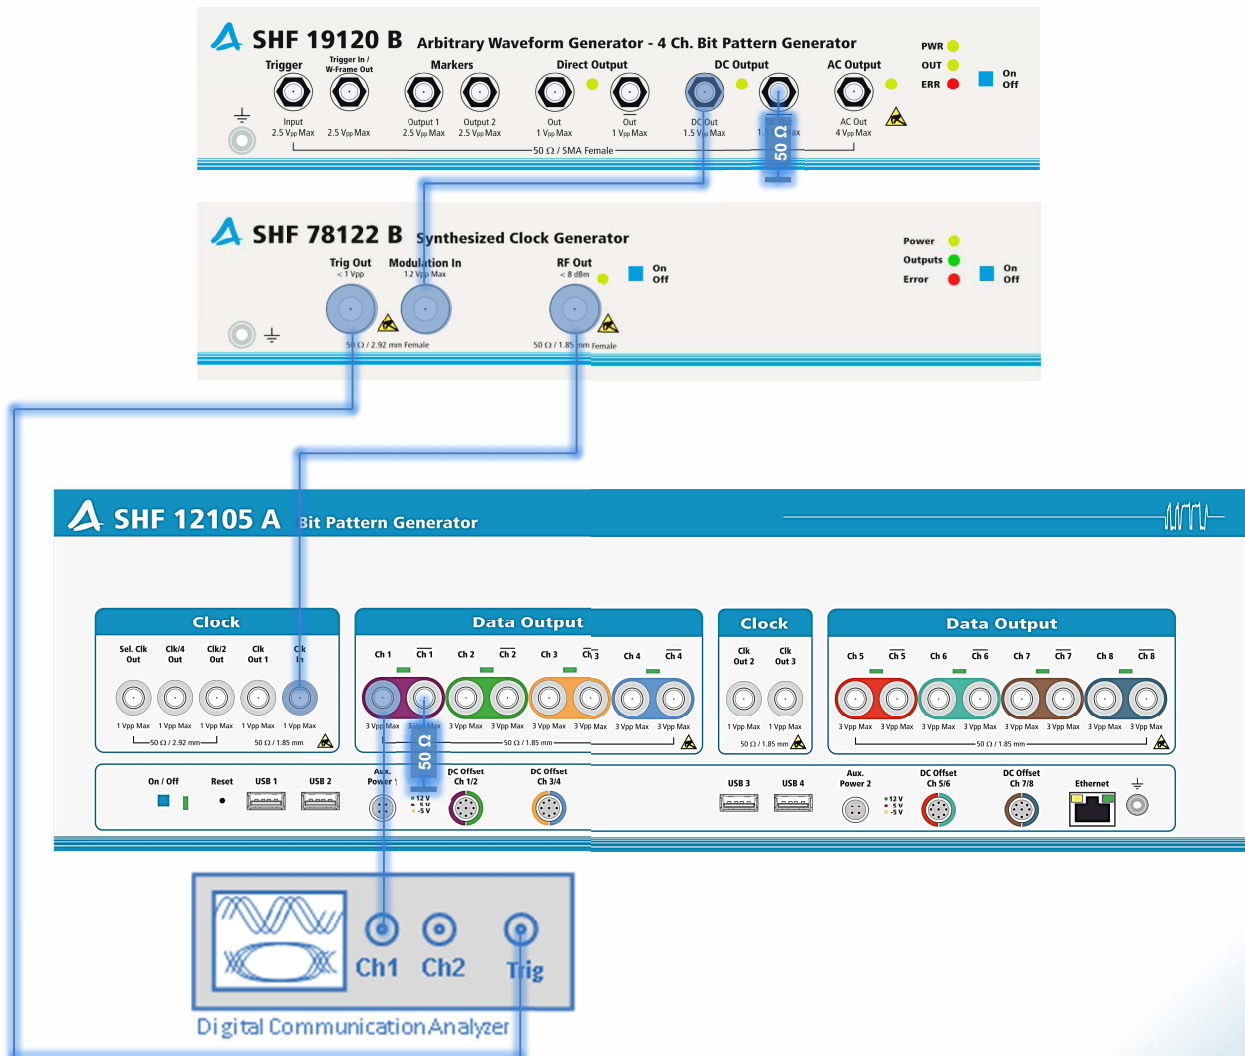 SHF 19120 B Arbitrary Waveform Generator - 4 Ch. Bit Pattern Generator
PWR
OUT
ERR
On
Off
Trigger
Trigger In /
W-Frame Out
Markers
Direct Output
DC Output
AC Output
Input
2.5 Vpp Max
2.5 Vpp Max
Output 1
2.5 Vpp Max
Output 2
2.5 Vpp Max
Out
1 Vpp Max
Out
1 Vpp Max
DC Out
1.5 Vpp Max
50 Ω
AC Out
4 Vpp Max
50 Ω / SMA Female
SHF 78122 B Synthesized Clock Generator
Trig Out
< 1 Vpp
Modulation In
1.2 Vpp Max
RF Out
< 8 dBm
On
Off
Power
Outputs
Error
On
Off
50 Ω / 2.92 mm Female
50 Ω / 1.85 mm Female
SHF 12105 A Bit Pattern Generator
Clock
Sel. Clk
Out
Clk/4
Out
Clk/2
Out
Clk
Out 1
Clk
In
1 Vpp Max 1 Vpp Max 1 Vpp Max 1 Vpp Max 1 Vpp Max
50 Ω / 2.92 mm
50 Ω / 1.85 mm
Data Output
Ch 1 Ch 1 Ch 2 Ch 2 Ch 3 Ch 3 Ch 4 Ch 4
3 Vpp Max 3 Vpp Max 3 Vpp Max 3 Vpp Max 3 Vpp Max 3 Vpp Max 3 Vpp Max 3 Vpp Max
50 Ω / 1.85 mm
50 Ω
Clock
Clk
Out 2
Clk
Out 3
1 Vpp Max 1 Vpp Max
50 Ω / 1.85 mm
Data Output
Ch 5 Ch 5 Ch 6 Ch 6 Ch 7 Ch 7 Ch 8 Ch 8
3 Vpp Max 3 Vpp Max 3 Vpp Max 3 Vpp Max 3 Vpp Max 3 Vpp Max 3 Vpp Max 3 Vpp Max
50 Ω / 1.85 mm
On / Off
Reset
USB 1
USB 2
Aux.
Power 1
12 V
5 V
-5 V
DC Offset
Ch 1/2
DC Offset
Ch 3/4
USB 3
USB 4
Aux.
Power 2
12 V
5 V
-5 V
DC Offset
Ch 5/6
DC Offset
Ch 7/8
Ethernet
Ch1
Ch2
Trig
Digital Communication Analyzer